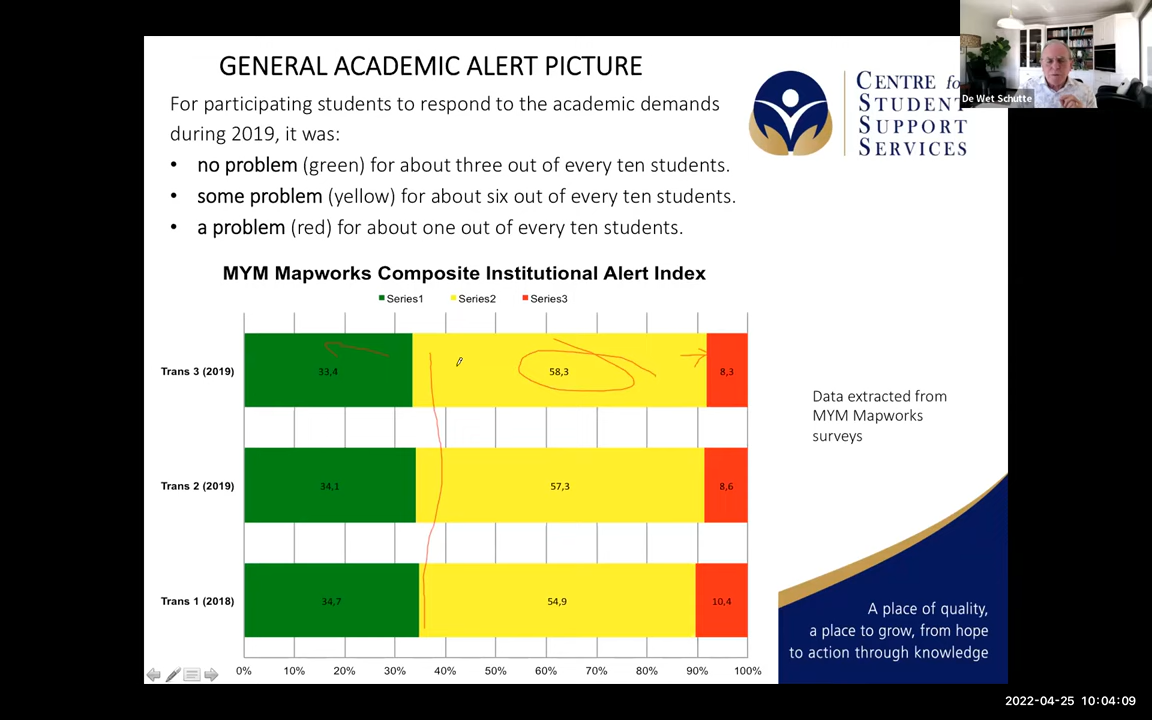 GENERAL ACADEMIC ALERT PICTURE
For participating students to respond to the academic demands
during 2019, it was:
• no problem (green) for about three out of every ten students.
• some problem (yellow) for about six out of every ten students.
• a problem (red) for about one out of every ten students.
CENTRE for
STUDENT
SUPPORT
SERVICES
De Wet Schutte
MYM Mapworks Composite Institutional Alert Index
Series1 Series2 Series3
Trans 3 (2019) 33,4 58,3 8,3
Trans 2 (2019) 34,1 57,3 8,6
Trans 1 (2018) 34,7 54,9 10,4
0% 10% 20% 30% 40% 50% 60% 70% 80% 90% 100%
Data extracted from
MYM Mapworks
surveys
A place of quality,
a place to grow, from hope
to action through knowledge
2022-04-25 10:04:09